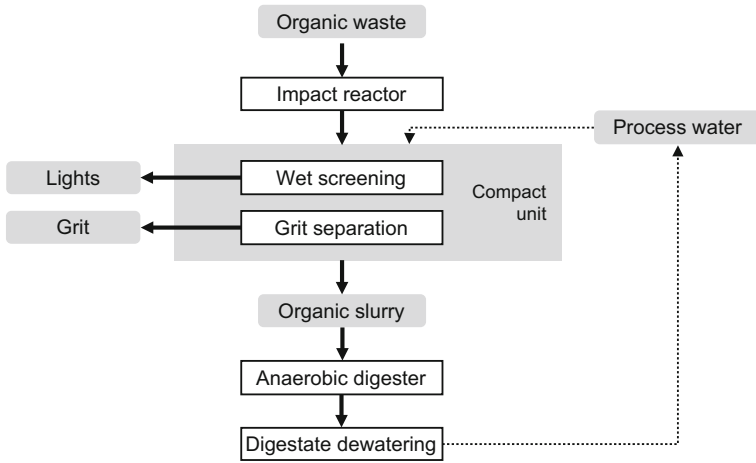 Organic waste
Impact reactor
Process water
Lights
Wet screening
Compact
unit
Grit
Grit separation
Organic slurry
Anaerobic digester
Digestate dewatering